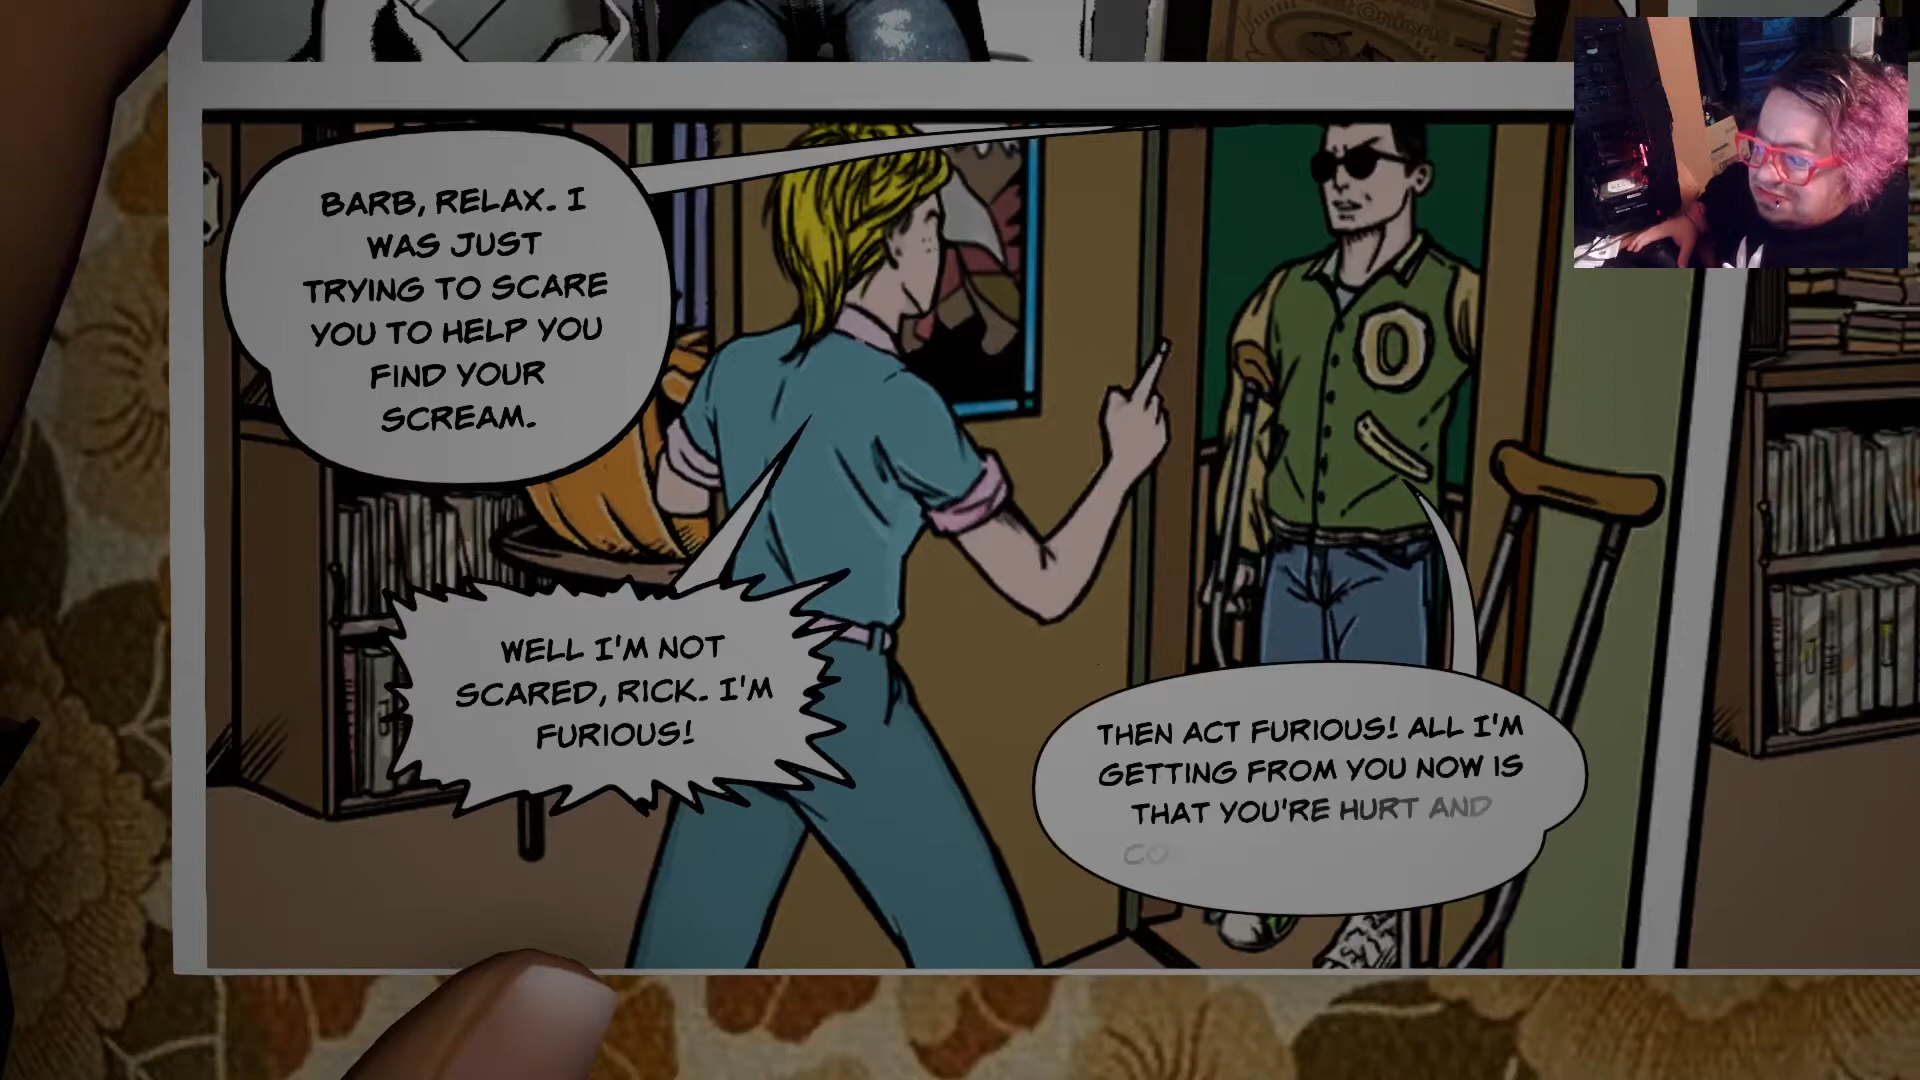 BARB, RELAX. I
WAS JUST
TRYING TO SCARE
YOU TO HELP YOU
FIND YOUR
SCREAM.
WELL I'M NOT
SCARED, RICK. I'M
FURIOUS!
THEN ACT FURIOUS! ALL I'M
GETTING FROM YOU NOW IS
THAT YOU'RE HURT AND
CO
O